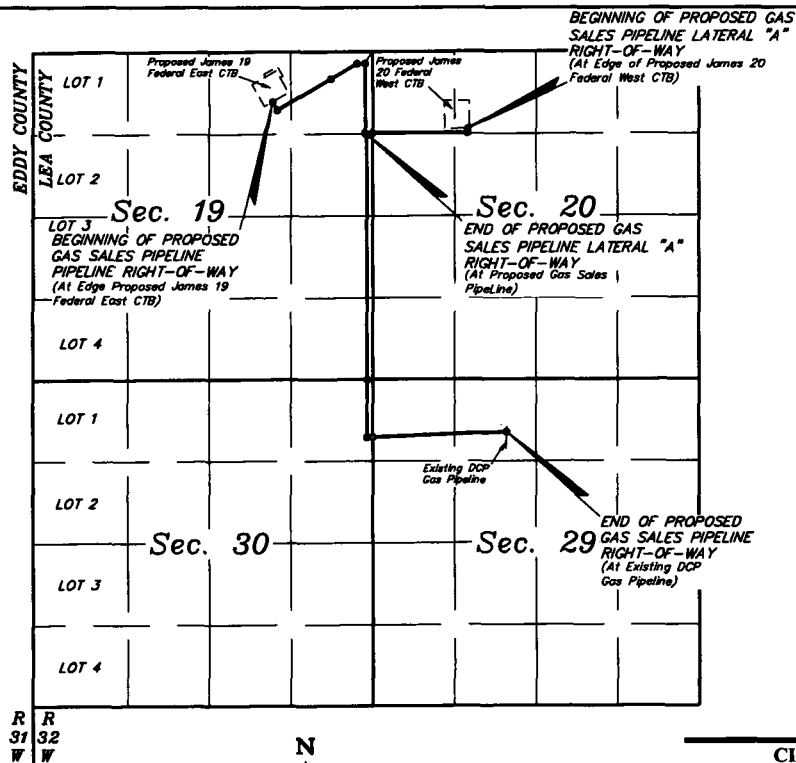 BEGINNING OF PROPOSED GAS
SALES PIPELINE LATERAL "A"
RIGHT-OF-WAY
(At Edge of Proposed James 20
Federal West CTB)
Proposed James 19
Federal East CTB
Proposed James
20 Federal
West CTB
EDDY COUNTY
LEA COUNTY
LOT 1
LOT 2
LOT 3
Sec. 19
BEGINNING OF PROPOSED
GAS SALES PIPELINE
PIPELINE RIGHT-OF-WAY
(At Edge Proposed James 19
Federal East CTB)
Sec. 20
END OF PROPOSED GAS
SALES PIPELINE LATERAL "A"
RIGHT-OF-WAY
(At Proposed Gas Sales
PipeLine)
LOT 4
LOT 1
Existing DCP
Gas Pipeline
LOT 2
Sec. 30
Sec. 29
END OF PROPOSED
GAS SALES PIPELINE
RIGHT-OF-WAY
(At Existing DCP
Gas Pipeline)
LOT 3
LOT 4
R R
31 32
W W
N
CL